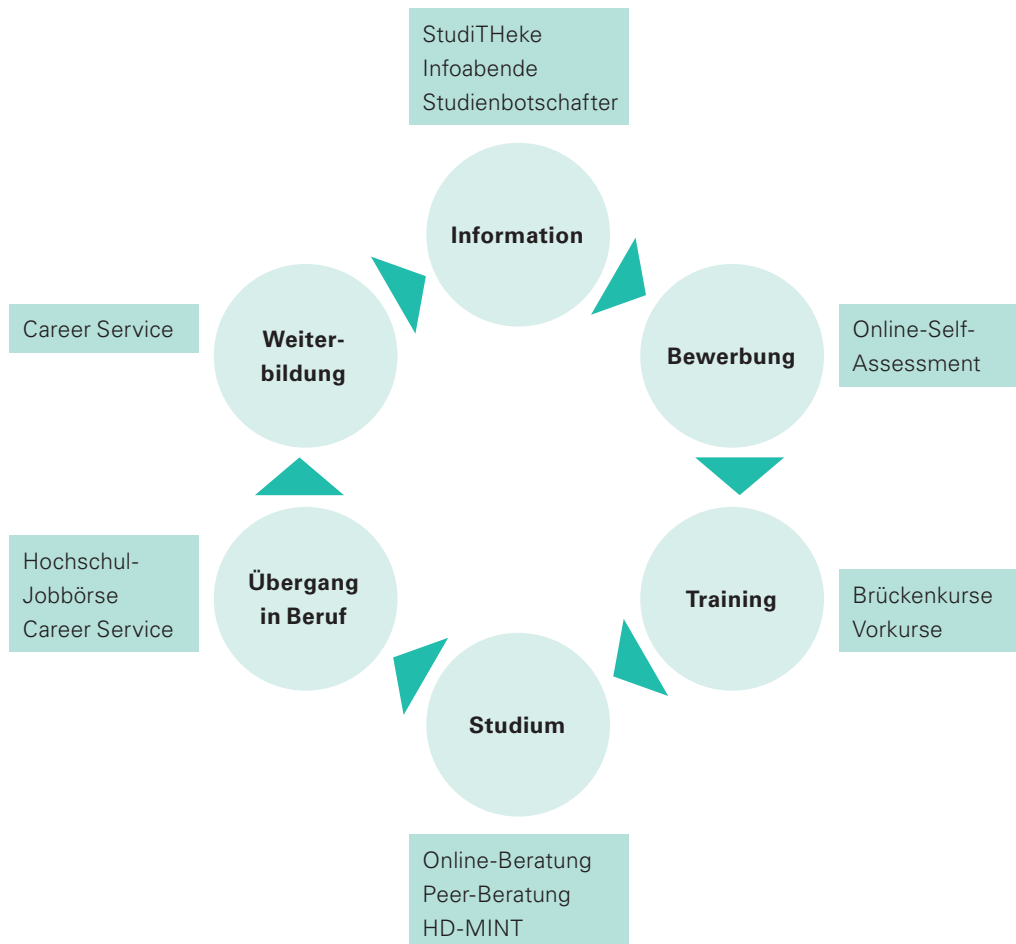 StudiTHeke
Infoabende
Studienbotschafter
Information
Bewerbung
Online-Self-
Assessment
Training
Brückenkurse
Vorkurse
Studium
Online-Beratung
Peer-Beratung
HD-MINT
Übergang
in Beruf
Hochschul-
Jobbörse
Career Service
Weiter-
bildung
Career Service